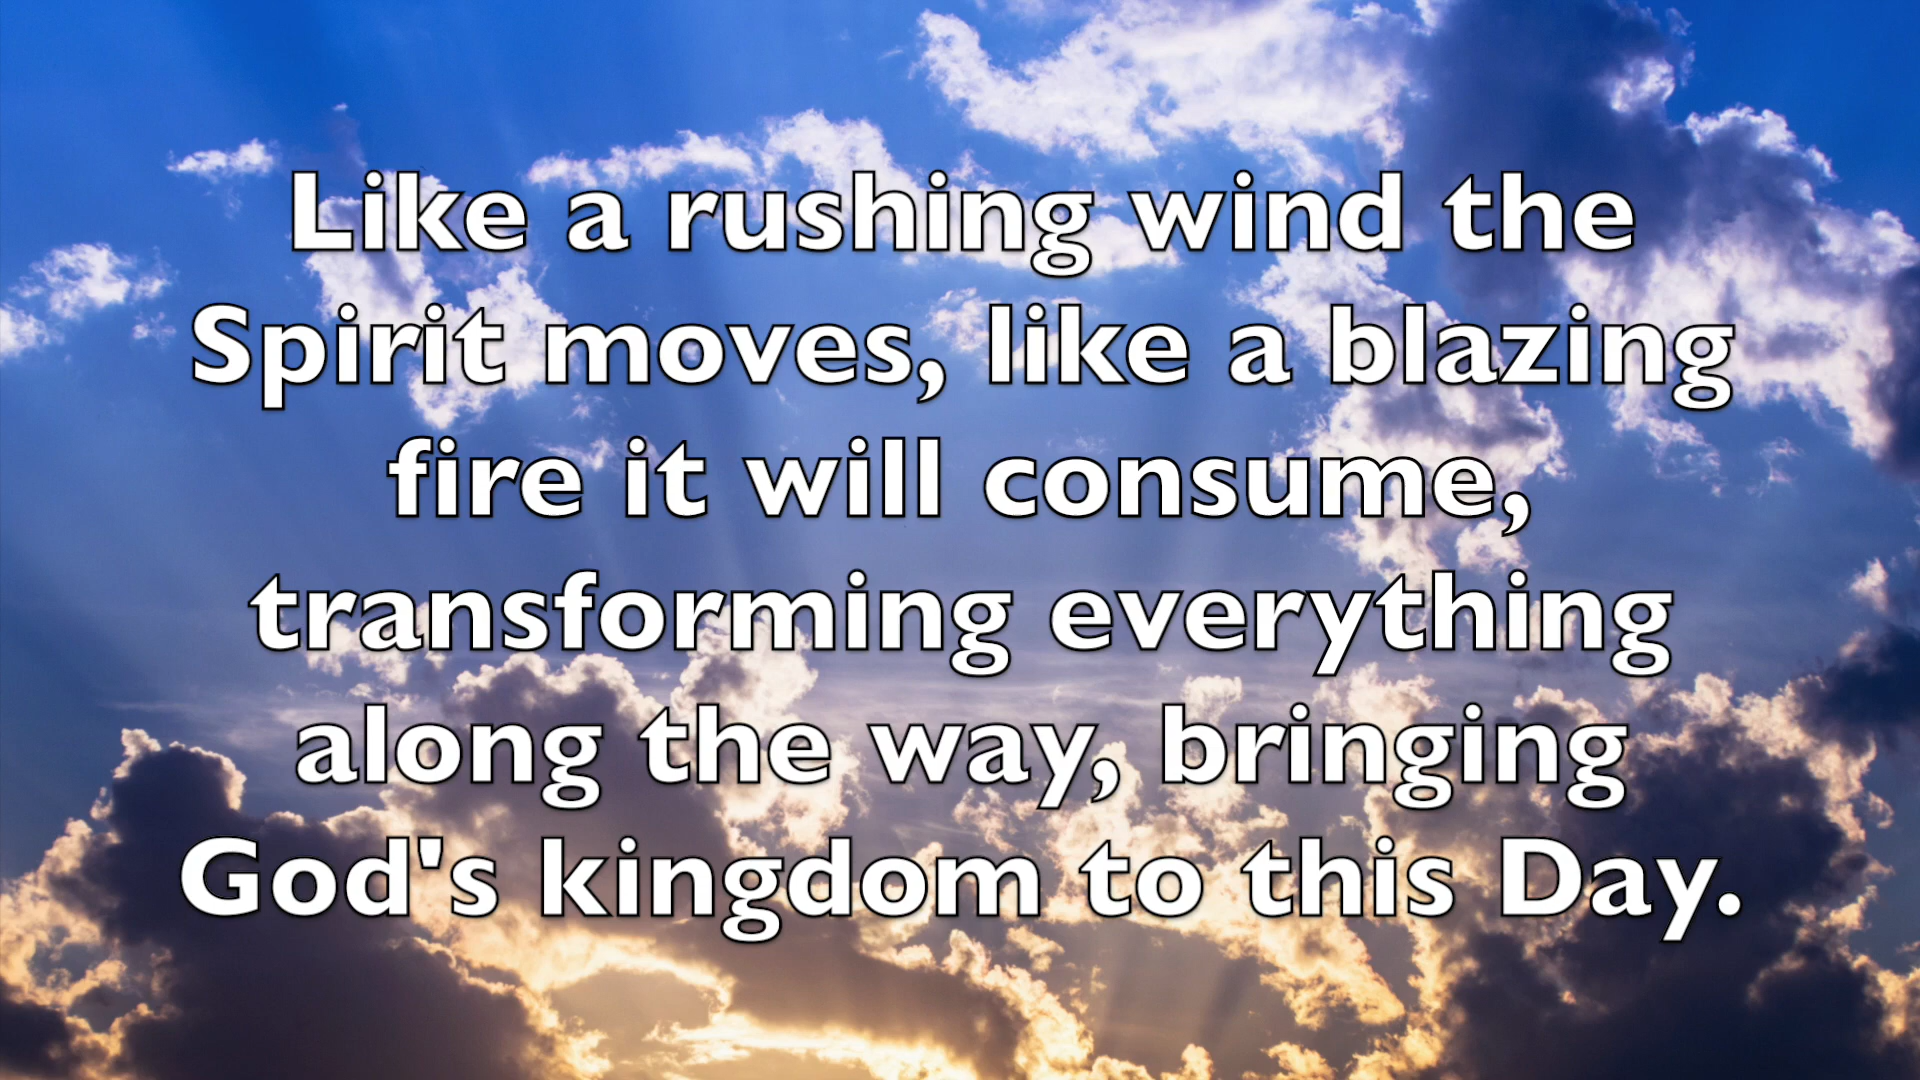 Like a rushing wind the
Spirit moves, like a blazing
fire it will consume,
transforming everything
along the way, bringing
God's kingdom to this Day.